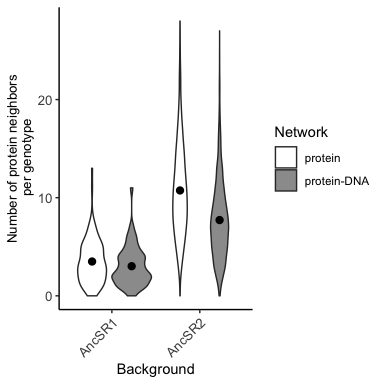 Number of protein neighbors
per genotype
20
10
0
AncSR1
AncSR2
Background
Network
protein
protein-DNA